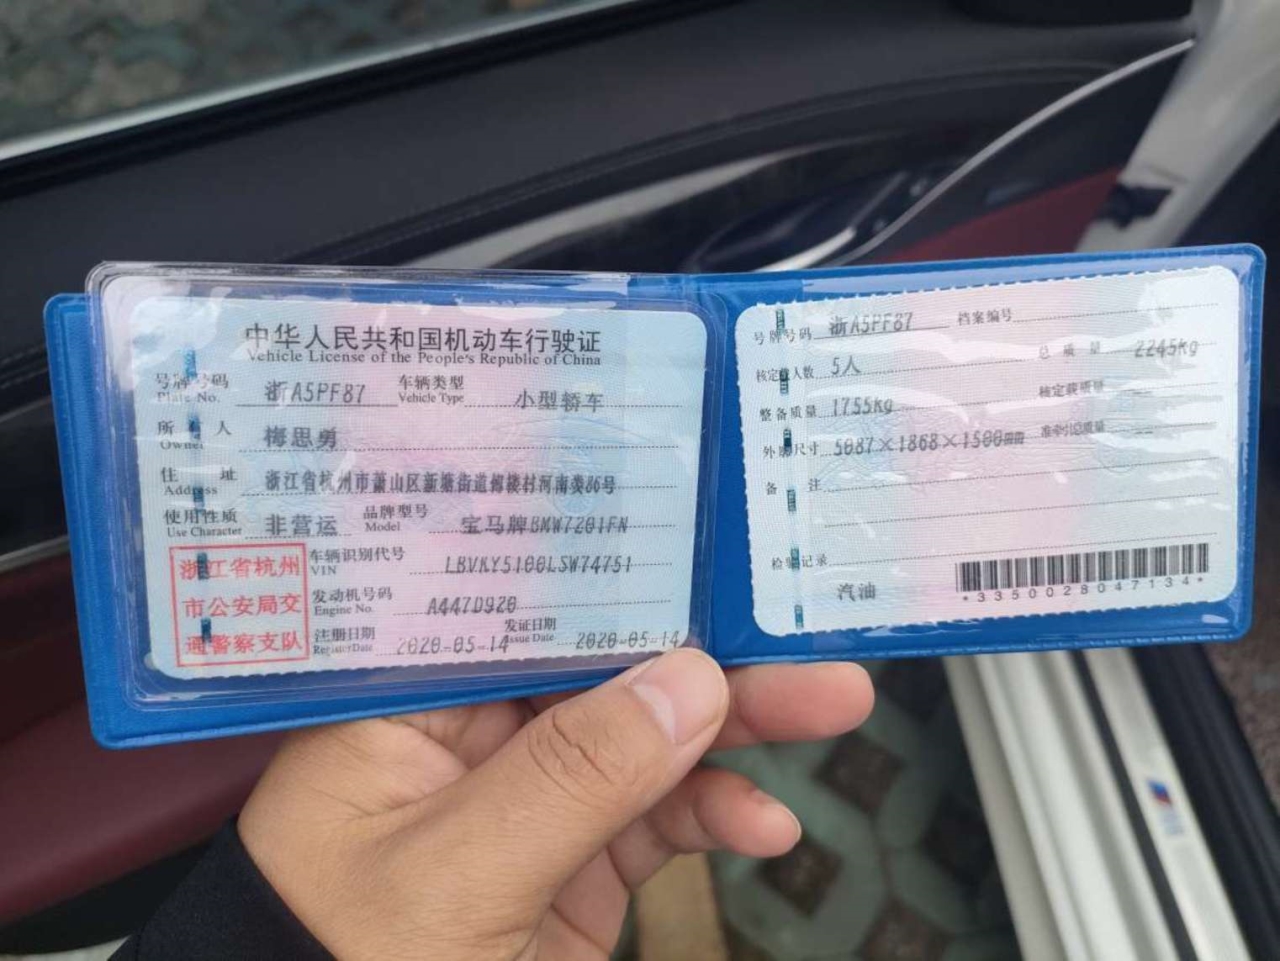 中华人民共和国机动车行驶证
Vehicle License of the People's Republic of China
号牌号码 浙A5PF87 车辆类型 小型轿车
Plate No. Vehicle Type
所有人 梅思勇
Owner
住址 浙江省杭州市萧山区新塘街道 村河南娄86号
Address
使用性质 非营运 品牌型号 宝马牌BMW7201FN
Use Character Model
浙江省杭州
市公安局交
通警察支队
车辆识别代号 LBVKY5100LSW74751
VIN
发动机号码 A447D920
Engine No.
注册日期 2020-05-14 发证日期 2020-05-14
Register Date Issue Date
号牌号码 浙A5PF87 档案编号
核定载人数 5人 总质量 2245kg
整备质量 1755kg 核定载质量 --
外廓尺寸 5087×1868×1500mm 准牵引总质量 --
备注
检验记录
汽油
*3350028047134*